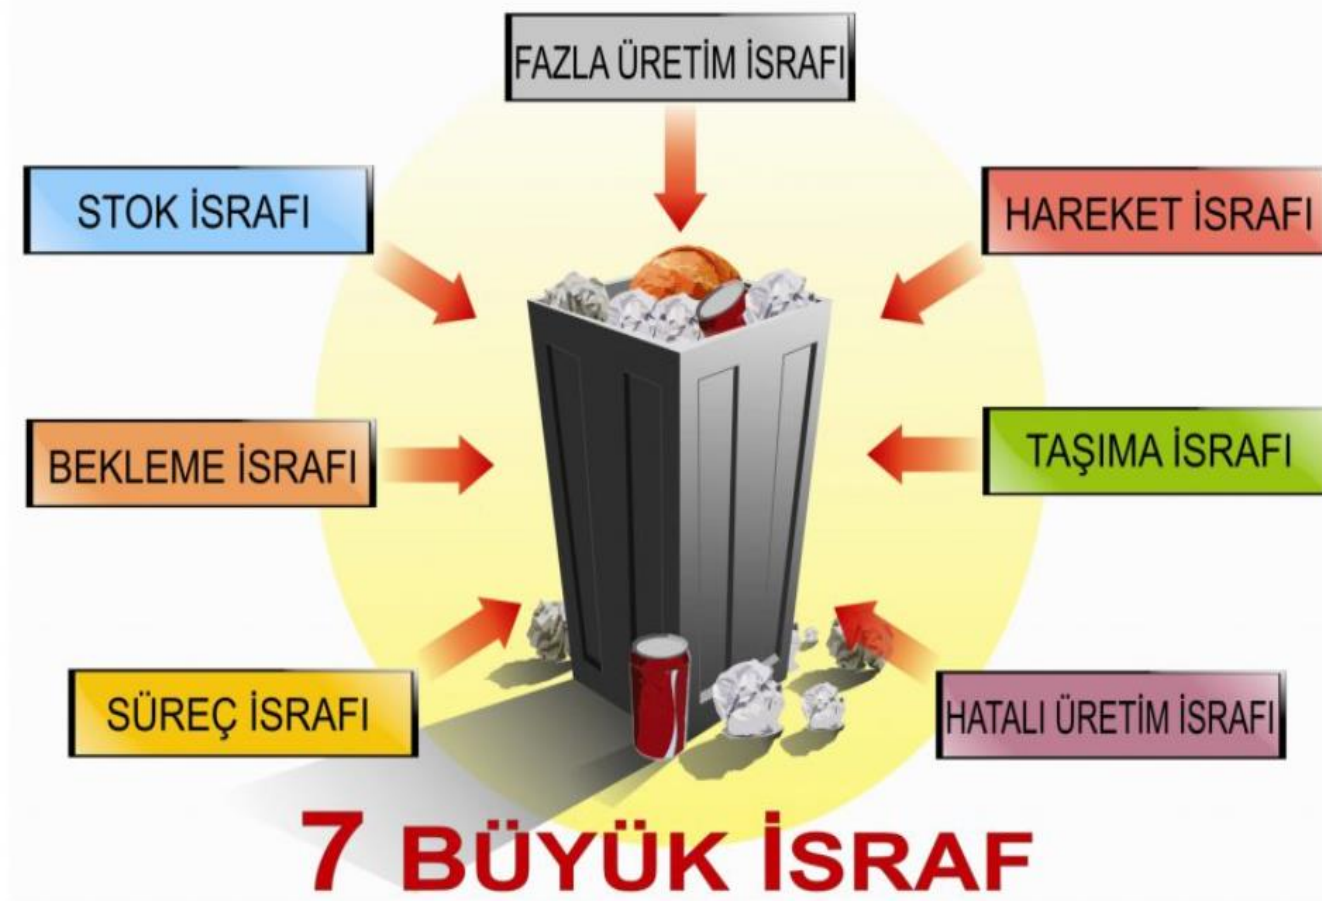 FAZLA ÜRETİM İSRAFI
STOK İSRAFI
HAREKET İSRAFI
BEKLEME İSRAFI
TAŞIMA İSRAFI
SÜREÇ İSRAFI
HATALI ÜRETİM İSRAFI
7 BÜYÜK İSRAF